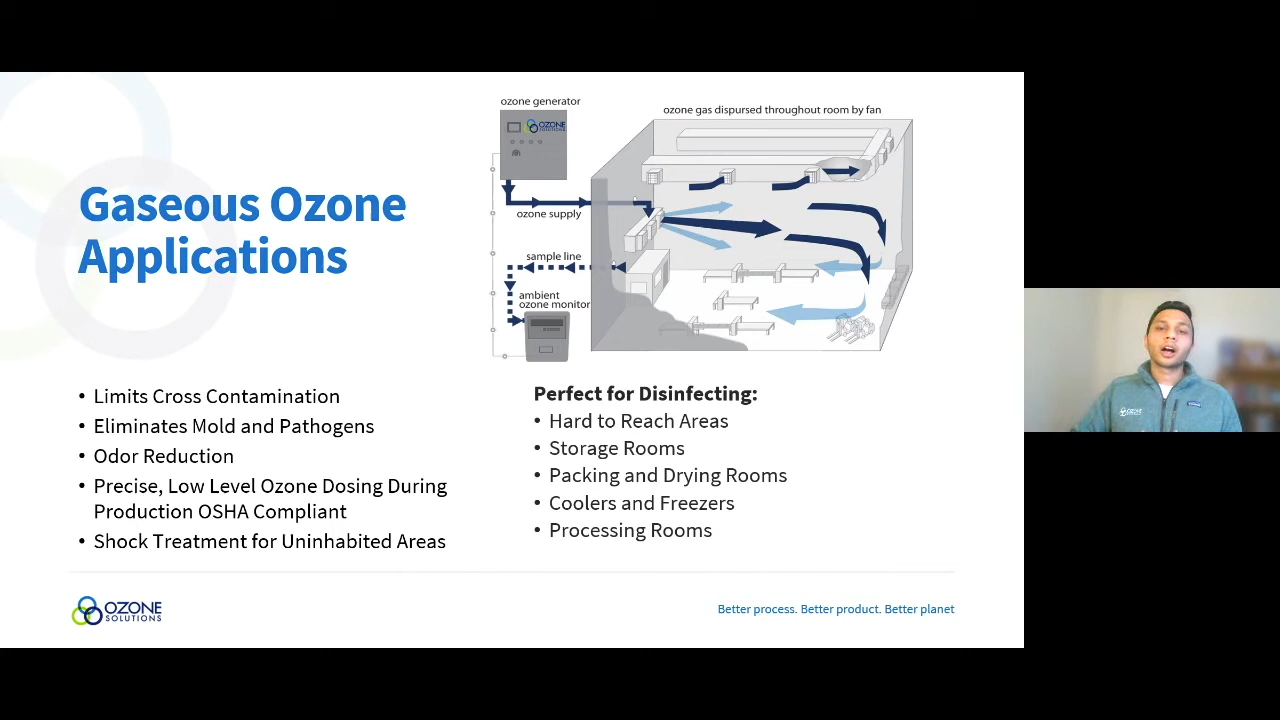 Gaseous Ozone
Applications
ozone generator
OZONE
SOLUTIONS
ozone supply
sample line
ambient
ozone monitor
ozone gas dispursed throughout room by fan
• Limits Cross Contamination
• Eliminates Mold and Pathogens
• Odor Reduction
• Precise, Low Level Ozone Dosing During
Production OSHA Compliant
• Shock Treatment for Uninhabited Areas
Perfect for Disinfecting:
• Hard to Reach Areas
• Storage Rooms
• Packing and Drying Rooms
• Coolers and Freezers
• Processing Rooms
OZONE
SOLUTIONS
Better process. Better product. Better planet
OZONE